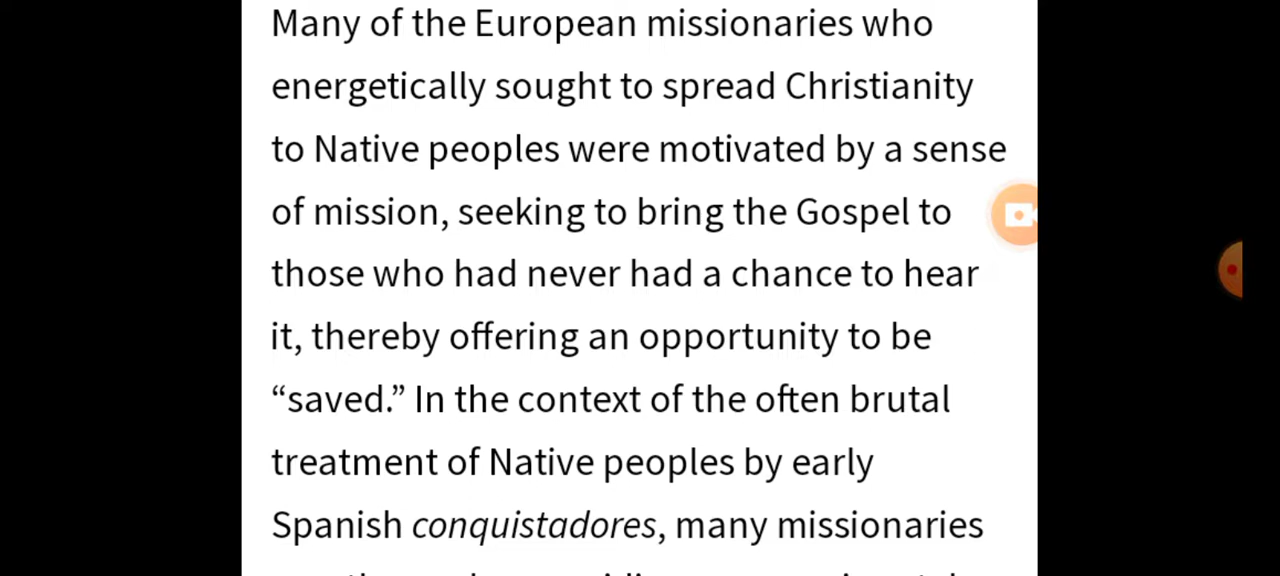 Many of the European missionaries who
energetically sought to spread Christianity
to Native peoples were motivated by a sense
of mission, seeking to bring the Gospel to
those who had never had a chance to hear
it, thereby offering an opportunity to be
“saved.” In the context of the often brutal
treatment of Native peoples by early
Spanish conquistadores, many missionaries